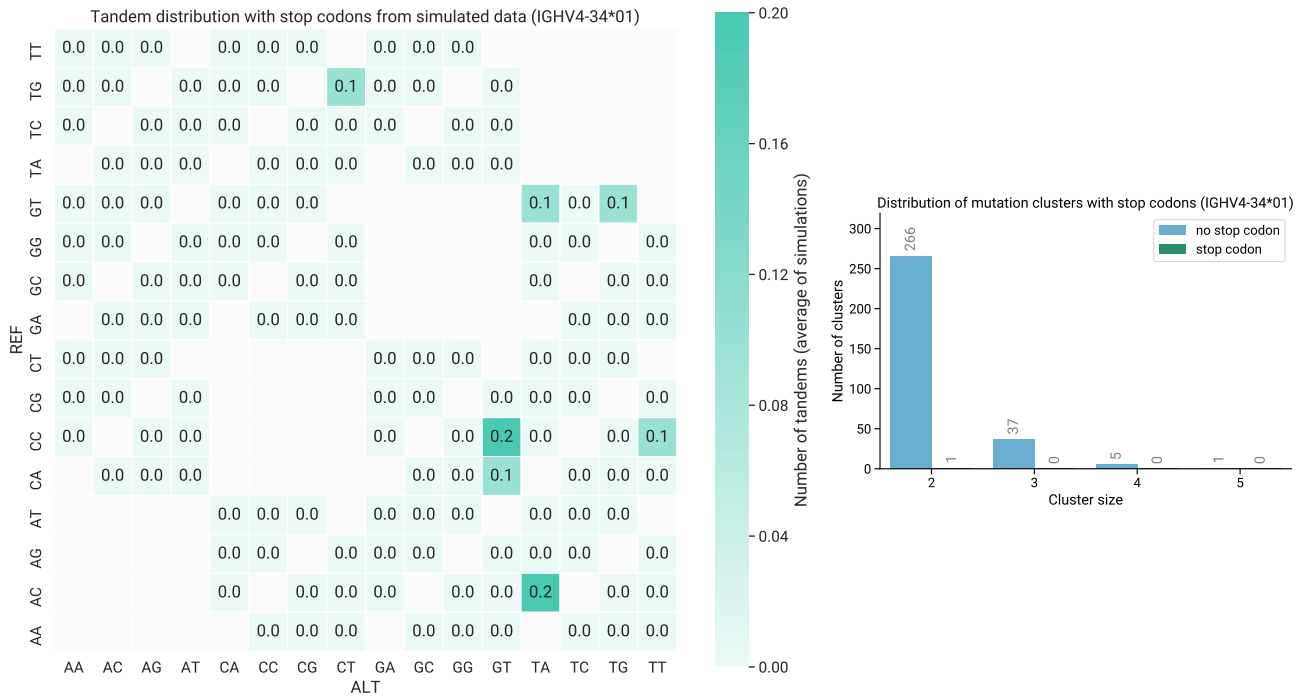 Tandem distribution with stop codons from simulated data (IGHV4-34*01)
TT 0.0 0.0 0.0 0.0 0.0 0.0 0.0 0.0 0.0
TG 0.0 0.0 0.0 0.0 0.0 0.1 0.0 0.0 0.0
TC 0.0 0.0 0.0 0.0 0.0 0.0 0.0 0.0 0.0
TA 0.0 0.0 0.0 0.0 0.0 0.0 0.0 0.0 0.0
GT 0.0 0.0 0.0 0.0 0.0 0.0 0.1 0.0 0.1
GG 0.0 0.0 0.0 0.0 0.0 0.0 0.0 0.0 0.0
GC 0.0 0.0 0.0 0.0 0.0 0.0 0.0 0.0 0.0
GA 0.0 0.0 0.0 0.0 0.0 0.0 0.0 0.0 0.0
CT 0.0 0.0 0.0 0.0 0.0 0.0 0.0 0.0 0.0
CG 0.0 0.0 0.0 0.0 0.0 0.0 0.0 0.0 0.0
CC 0.0 0.0 0.0 0.0 0.0 0.2 0.0 0.0 0.1
CA 0.0 0.0 0.0 0.0 0.0 0.1 0.0 0.0 0.0
AT 0.0 0.0 0.0 0.0 0.0 0.0 0.0 0.0 0.0
AG 0.0 0.0 0.0 0.0 0.0 0.0 0.0 0.0 0.0
AC 0.0 0.0 0.0 0.0 0.0 0.0 0.2 0.0 0.0
AA 0.0 0.0 0.0 0.0 0.0 0.0 0.0 0.0 0.0
REF
AA AC AG AT CA CC CG CT GA GC GG GT TA TC TG TT
ALT
0.20
0.16
0.12
0.08
0.04
0.00
Number of tandems (average of simulations)
Distribution of mutation clusters with stop codons (IGHV4-34*01)
no stop codon
stop codon
300
250
200
150
100
50
0
Number of clusters
266 1 37 0 5 0 1 0
2 3 4 5
Cluster size